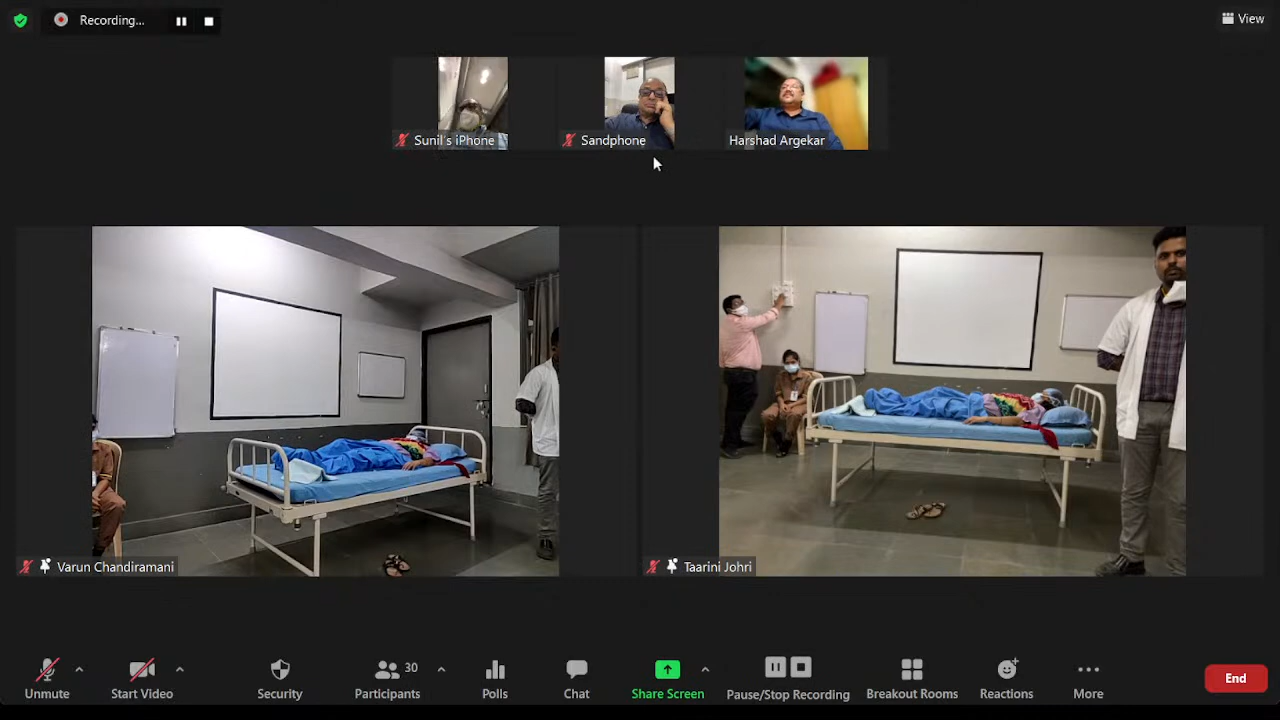 Recording...
View
Sunil's iPhone
Sandphone
Harshad Argekar
Varun Chandiramani
Taarini Johri
Unmute
Start Video
Security
30
Participants
Polls
Chat
Share Screen
Pause/Stop Recording
Breakout Rooms
Reactions
More
End